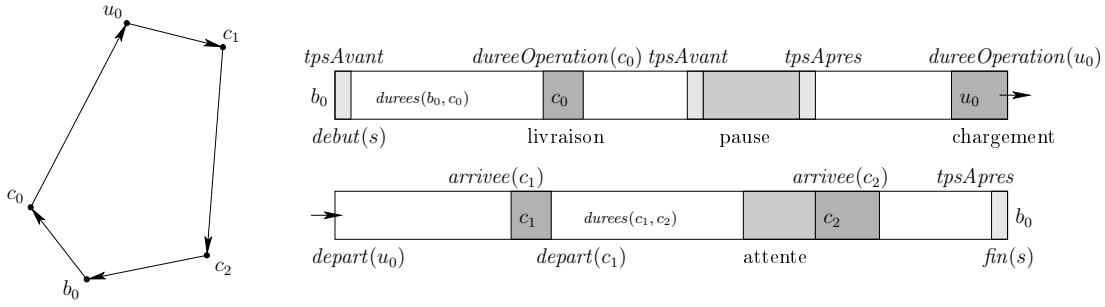 u₀
c₁
c₀
c₂
b₀
tpsAvant dureeOperation(c₀) tpsAvant tpsApres dureeOperation(u₀)
b₀ durees(b₀, c₀) c₀ u₀
debut(s) livraison pause chargement
arrivee(c₁) arrivee(c₂) tpsApres
c₁ durees(c₁, c₂) c₂ b₀
depart(u₀) depart(c₁) attente fin(s)